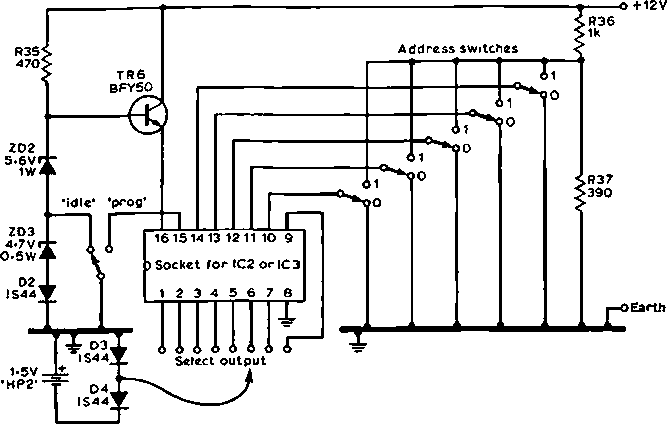 +12V
R36
1k
R35
470
Address switches
TR6
BFY50
1
0
1
0
1
0
1
0
1
0
ZD2
5.6V
1W
R37
390
"idle" "prog"
ZD3
4.7V
0.5W
16 15 14 13 12 11 10 9
Socket for IC2 or IC3
1 2 3 4 5 6 7 8
D2
1S44
Earth
D3
1S44
Select output
1.5V
"HP2"
+
D4
1S44